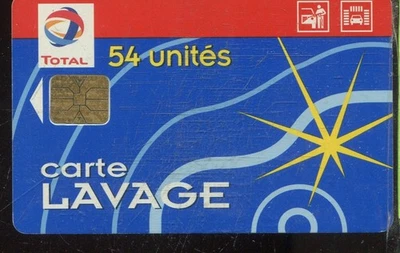 TOTAL
54 unités
carte
LAVAGE